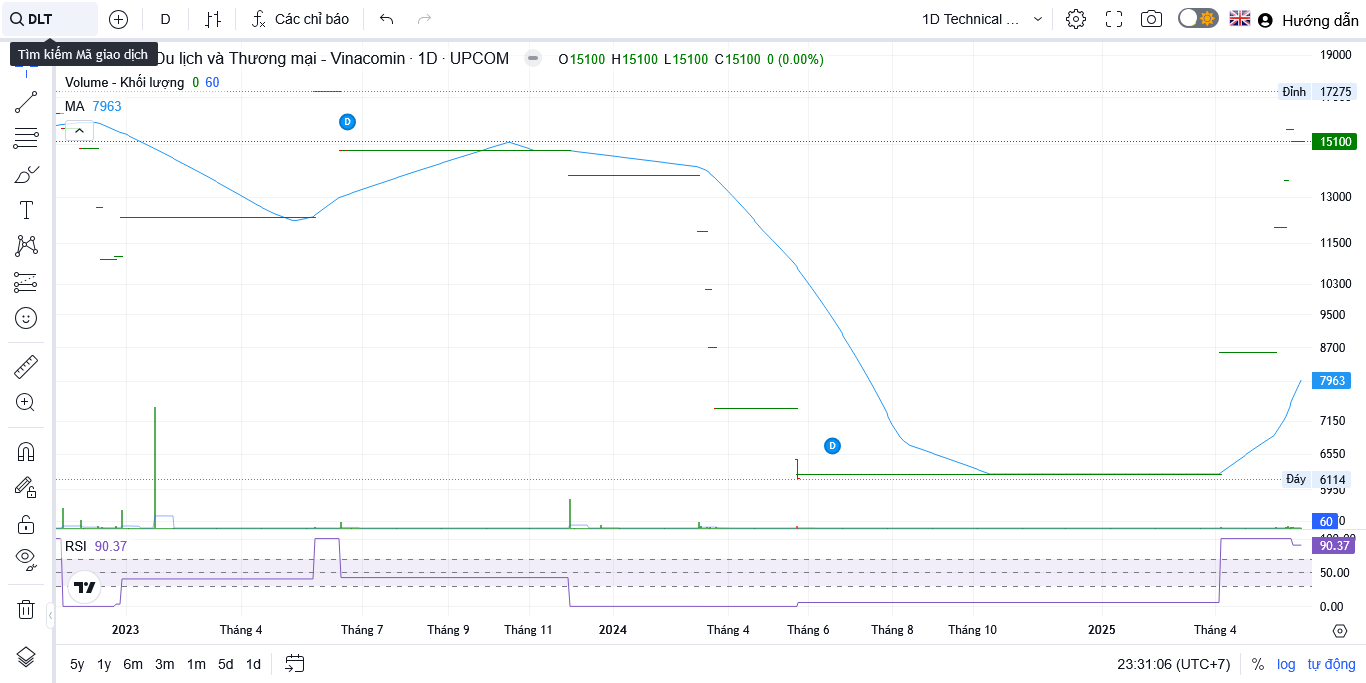 DLT
D
Các chỉ báo
1D Technical ...
Hướng dẫn
Tìm kiếm Mã giao dịch
Du lịch và Thương mại - Vinacomin · 1D · UPCOM
O15100 H15100 L15100 C15100 0 (0.00%)
Volume - Khối lượng 0 60
MA 7963
D
D
19000
Đỉnh 17275
15100
13000
11500
10300
9500
8700
7963
7150
6550
Đáy 6114
5950
60
RSI 90.37
100.00
90.37
50.00
0.00
2023 Tháng 4 Tháng 7 Tháng 9 Tháng 11 2024 Tháng 4 Tháng 6 Tháng 8 Tháng 10 2025 Tháng 4
5y 1y 6m 3m 1m 5d 1d
23:31:06 (UTC+7) % log tự động